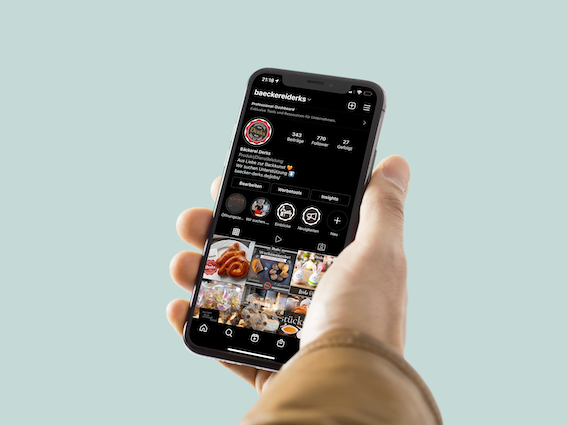 21:18
baeckereiderks
Professional Dashboard
Exklusive Tools und Ressourcen für Unternehmen.
343 770 27
Beiträge Follower Gefolgt
Bäckerei Derks
Produkt/Dienstleistung
Aus Liebe zur Backkunst 🧡
Wir suchen Unterstützung ⬇️
baecker-derks.de/jobs/
Bearbeiten Werbetools Insights
Wir suchen... Einblicke Neuigkeiten Neu